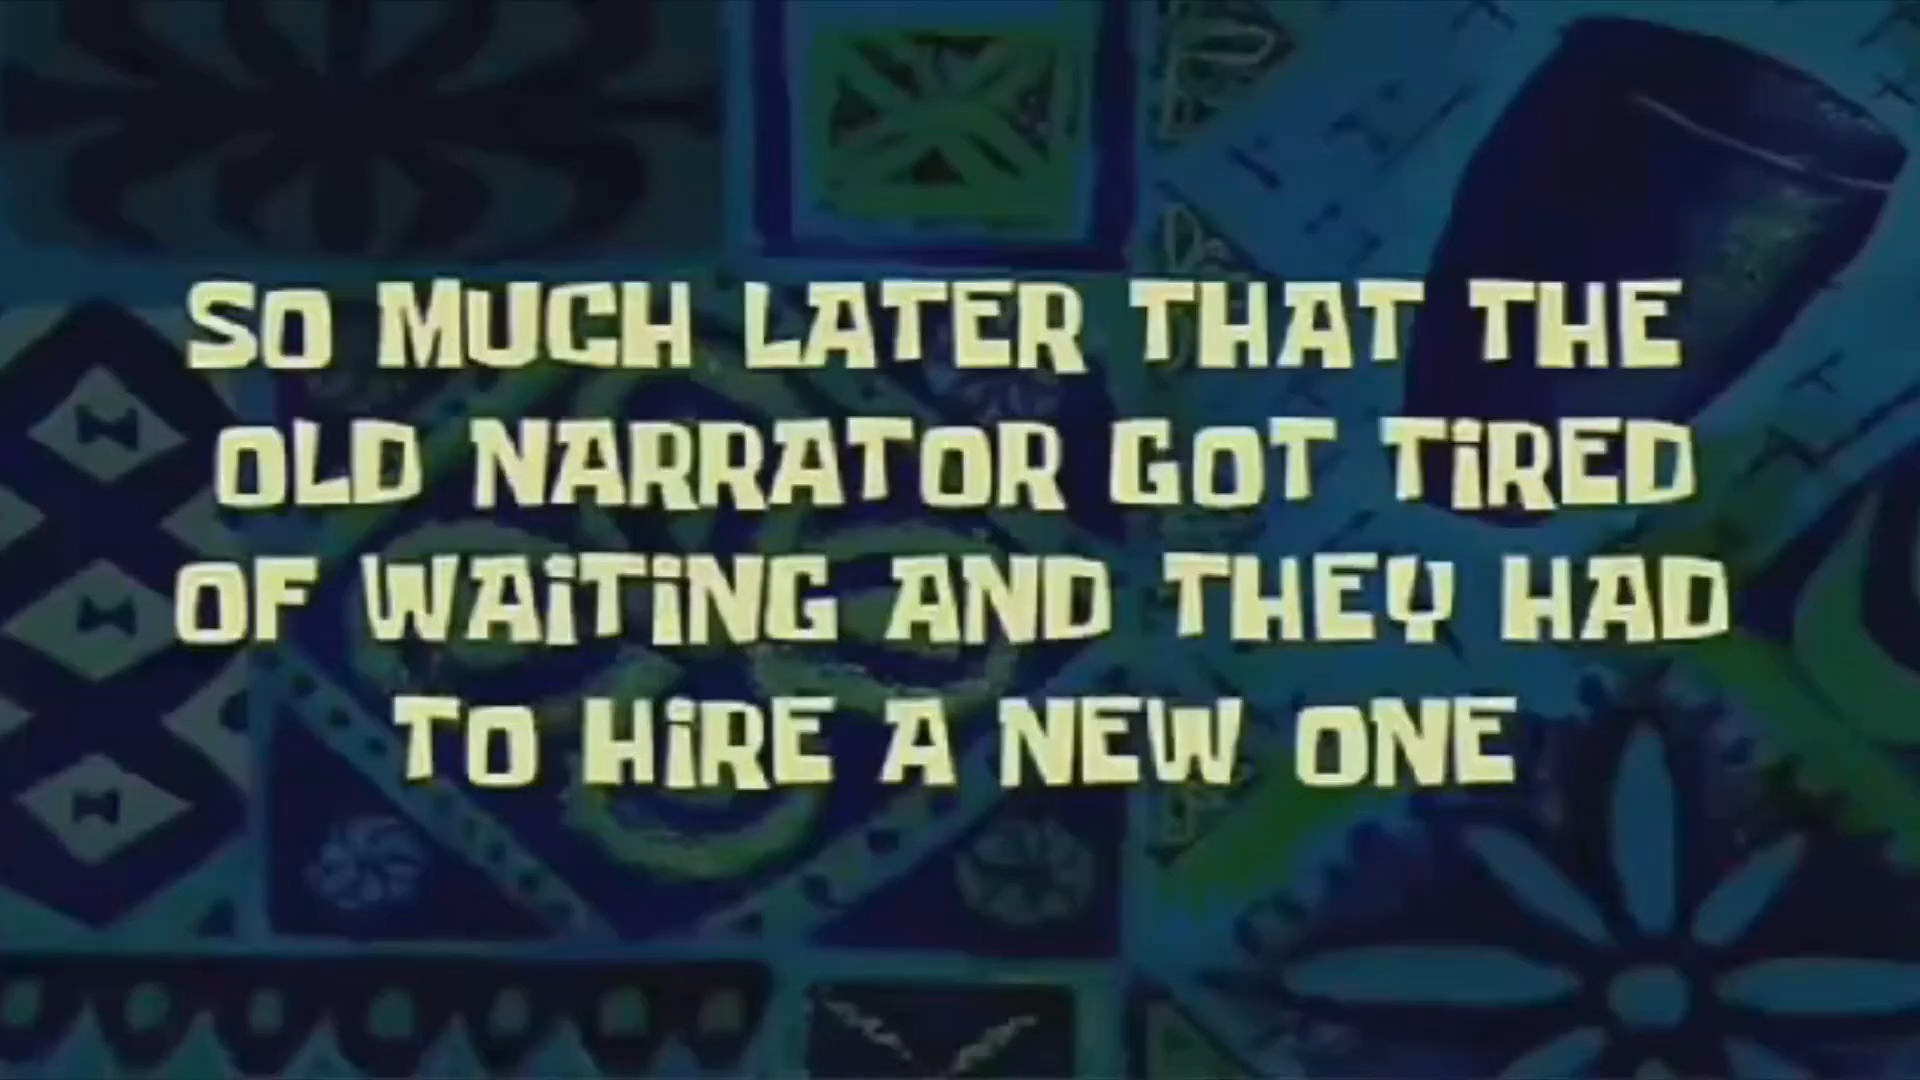 SO MUCH LATER THAT THE
OLD NARRATOR GOT TiRED
OF WAiTiNG AND THEY HAD
TO HiRE A NEW ONE